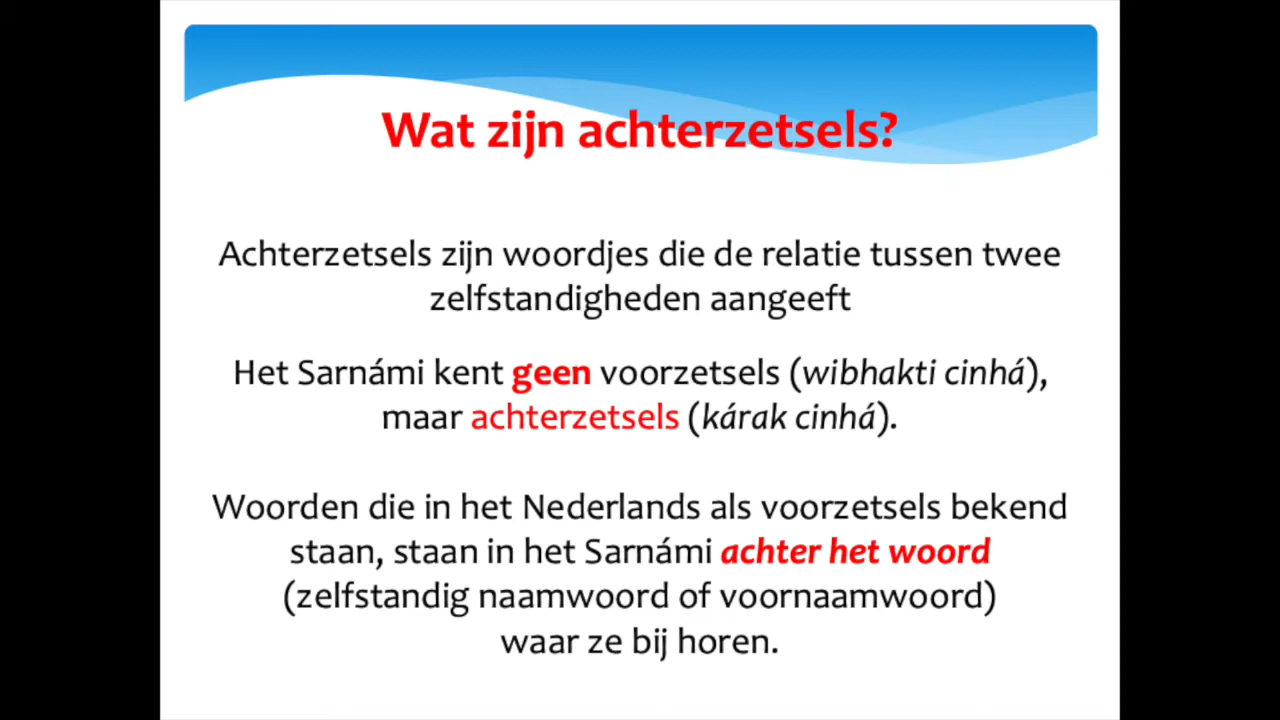 Wat zijn achterzetsels?
Achterzetsels zijn woordjes die de relatie tussen twee
zelfstandigheden aangeeft
Het Sarnámi kent geen voorzetsels (wibhakti cinhá),
maar achterzetsels (kárak cinhá).
Woorden die in het Nederlands als voorzetsels bekend
staan, staan in het Sarnámi achter het woord
(zelfstandig naamwoord of voornaamwoord)
waar ze bij horen.